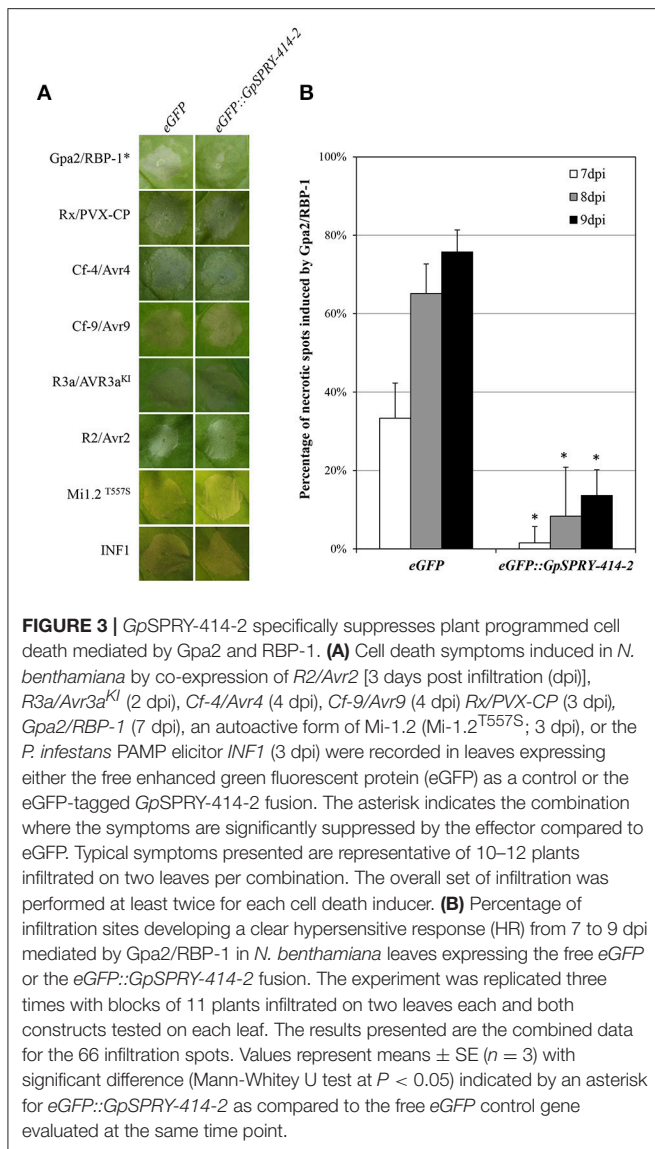 A
eGFP
eGFP::GpSPRY-414-2
Gpa2/RBP-1*
Rx/PVX-CP
Cf-4/Avr4
Cf-9/Avr9
R3a/AVR3aKI
R2/Avr2
Mi1.2 T557S
INF1
B
Percentage of necrotic spots induced by Gpa2/RBP-1
100%
80%
60%
40%
20%
0%
7dpi
8dpi
9dpi
*
*
*
eGFP
eGFP::GpSPRY-414-2
FIGURE 3 | GpSPRY-414-2 specifically suppresses plant programmed cell
death mediated by Gpa2 and RBP-1. (A) Cell death symptoms induced in N.
benthamiana by co-expression of R2/Avr2 [3 days post infiltration (dpi)],
R3a/Avr3aKI (2 dpi), Cf-4/Avr4 (4 dpi), Cf-9/Avr9 (4 dpi) Rx/PVX-CP (3 dpi),
Gpa2/RBP-1 (7 dpi), an autoactive form of Mi-1.2 (Mi-1.2T557S; 3 dpi), or the
P. infestans PAMP elicitor INF1 (3 dpi) were recorded in leaves expressing
either the free enhanced green fluorescent protein (eGFP) as a control or the
eGFP-tagged GpSPRY-414-2 fusion. The asterisk indicates the combination
where the symptoms are significantly suppressed by the effector compared to
eGFP. Typical symptoms presented are representative of 10–12 plants
infiltrated on two leaves per combination. The overall set of infiltration was
performed at least twice for each cell death inducer. (B) Percentage of
infiltration sites developing a clear hypersensitive response (HR) from 7 to 9 dpi
mediated by Gpa2/RBP-1 in N. benthamiana leaves expressing the free eGFP
or the eGFP::GpSPRY-414-2 fusion. The experiment was replicated three
times with blocks of 11 plants infiltrated on two leaves each and both
constructs tested on each leaf. The results presented are the combined data
for the 66 infiltration spots. Values represent means ± SE (n = 3) with
significant difference (Mann-Whitey U test at P < 0.05) indicated by an asterisk
for eGFP::GpSPRY-414-2 as compared to the free eGFP control gene
evaluated at the same time point.